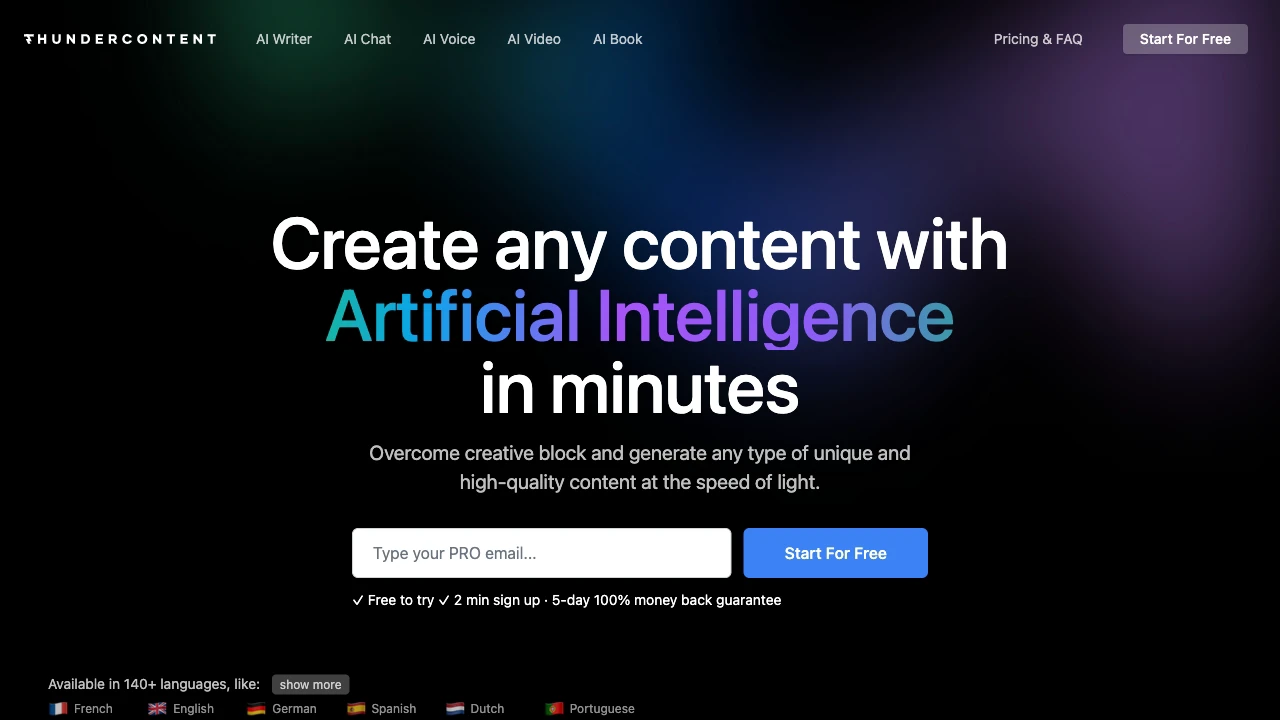 THUNDERCONTENT AI Writer AI Chat AI Voice AI Video AI Book Pricing & FAQ Start For Free
Create any content with
Artificial Intelligence
in minutes
Overcome creative block and generate any type of unique and
high-quality content at the speed of light.
Type your PRO email... Start For Free
✓ Free to try ✓ 2 min sign up · 5-day 100% money back guarantee
Available in 140+ languages, like: show more
French English German Spanish Dutch Portuguese